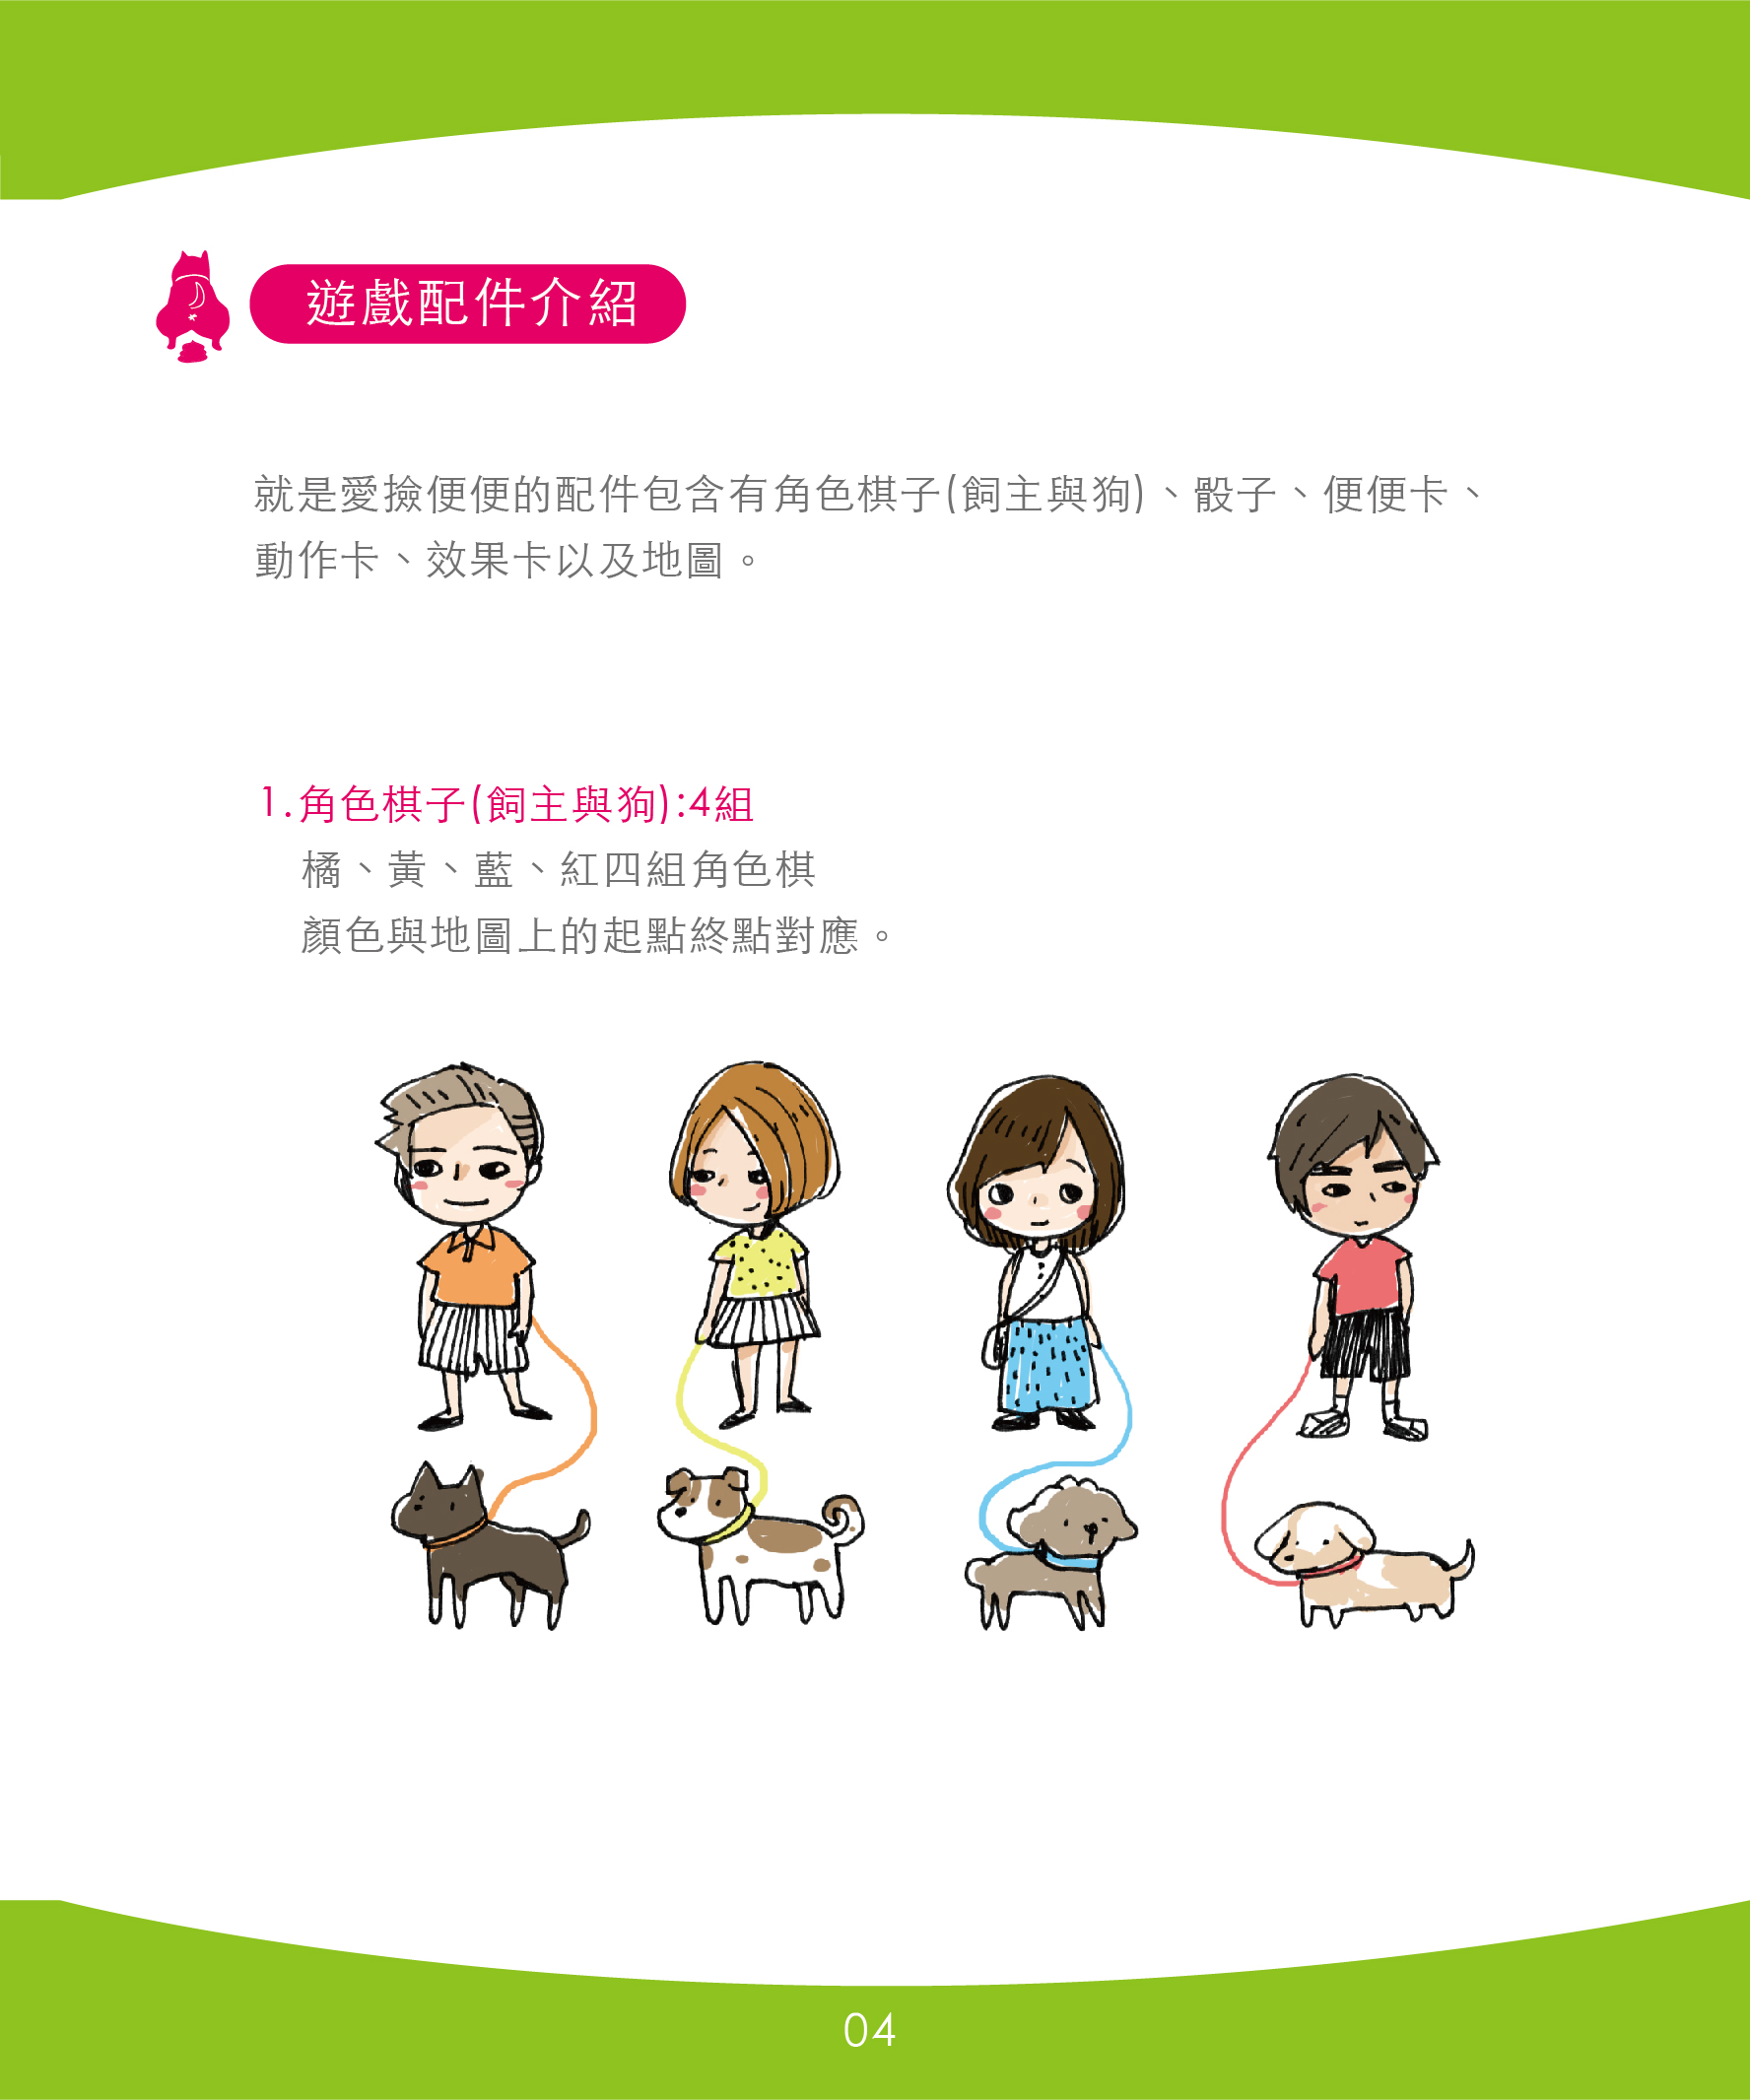 遊戲配件介紹
就是愛撿便便的配件包含有角色棋子(飼主與狗)、骰子、便便卡、
動作卡、效果卡以及地圖。
1.角色棋子(飼主與狗):4組
橘、黃、藍、紅四組角色棋
顏色與地圖上的起點終點對應。
04